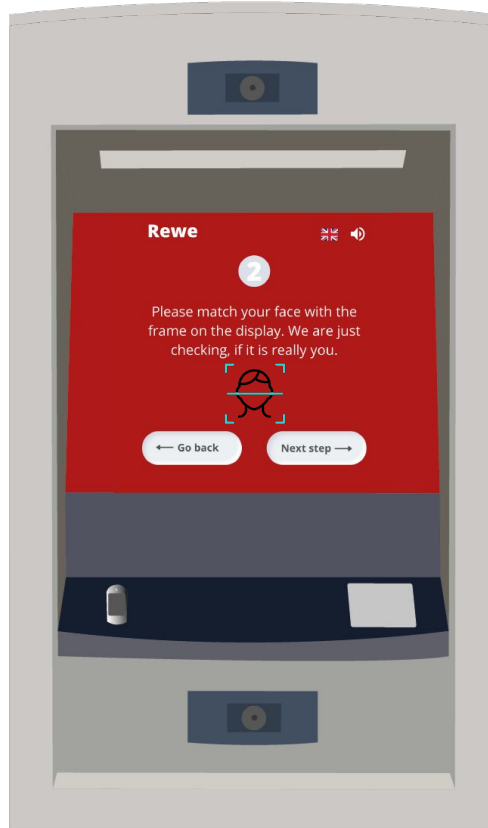 Rewe
2
Please match your face with the
frame on the display. We are just
checking, if it is really you.
← Go back
Next step →